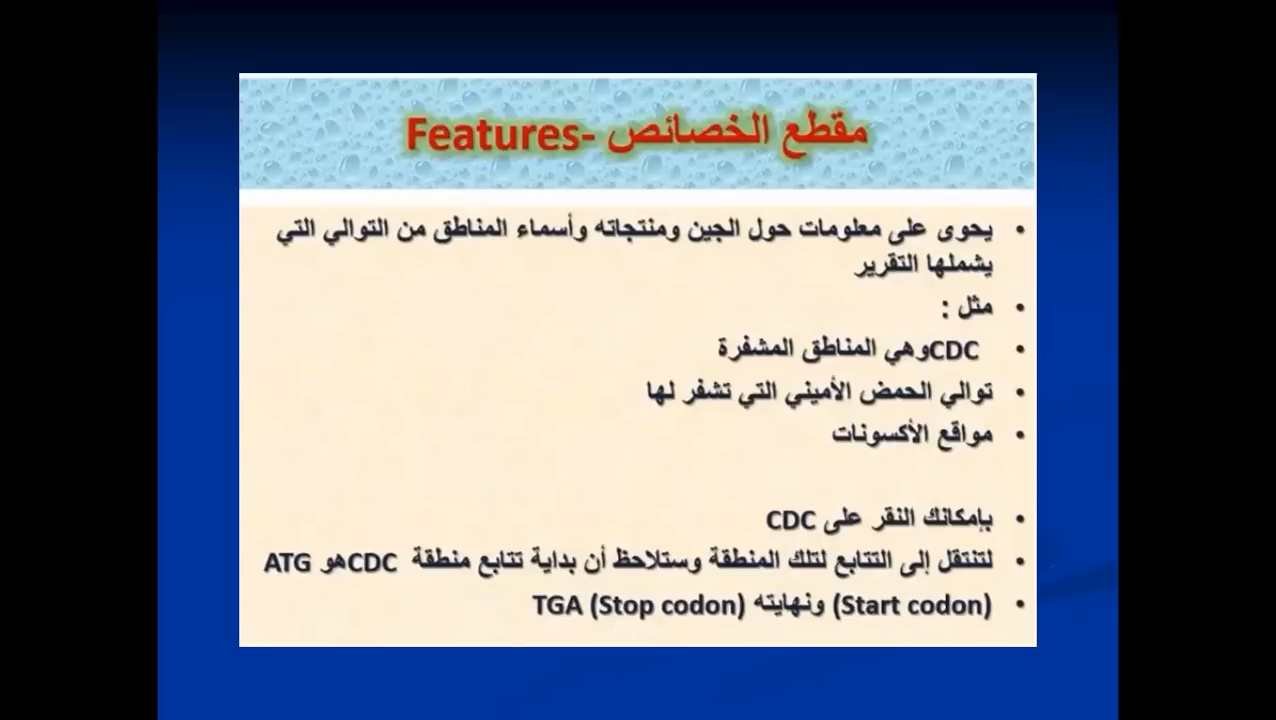 مقطع الخصائص -Features
• يحوى على معلومات حول الجين ومنتجاته وأسماء المناطق من التوالي التي
يشملها التقرير
• مثل :
• CDCوهي المناطق المشفرة
• توالي الحمض الأميني التي تشفر لها
• مواقع الأكسونات
• بإمكانك النقر على CDC
• لتنتقل إلى التتابع لتلك المنطقة وستلاحظ أن بداية تتابع منطقة CDCهو ATG
• (Start codon) ونهايته TGA (Stop codon)